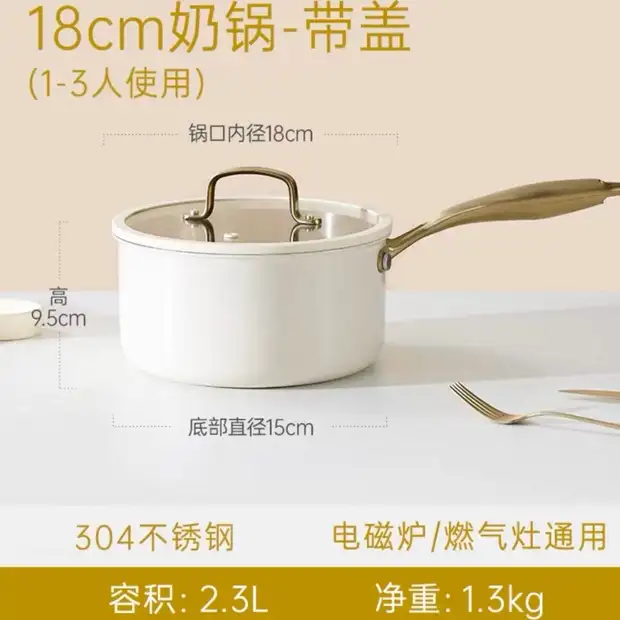 18cm奶锅-带盖
(1-3人使用)
锅口内径18cm
高
9.5cm
底部直径15cm
304不锈钢
电磁炉/燃气灶通用
容积: 2.3L
净重: 1.3kg